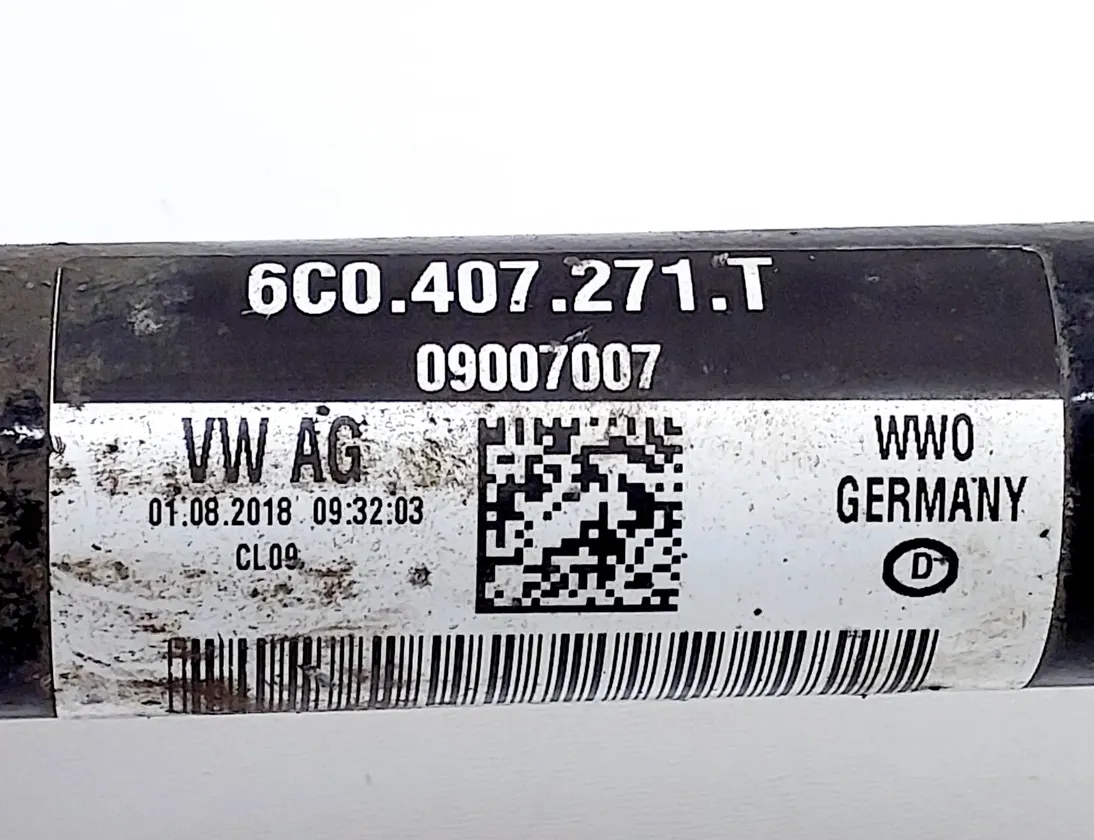 6C0.407.271.T
09007007
VW AG
01.08.2018 09:32:03
CL09
WWO
GERMANY
D